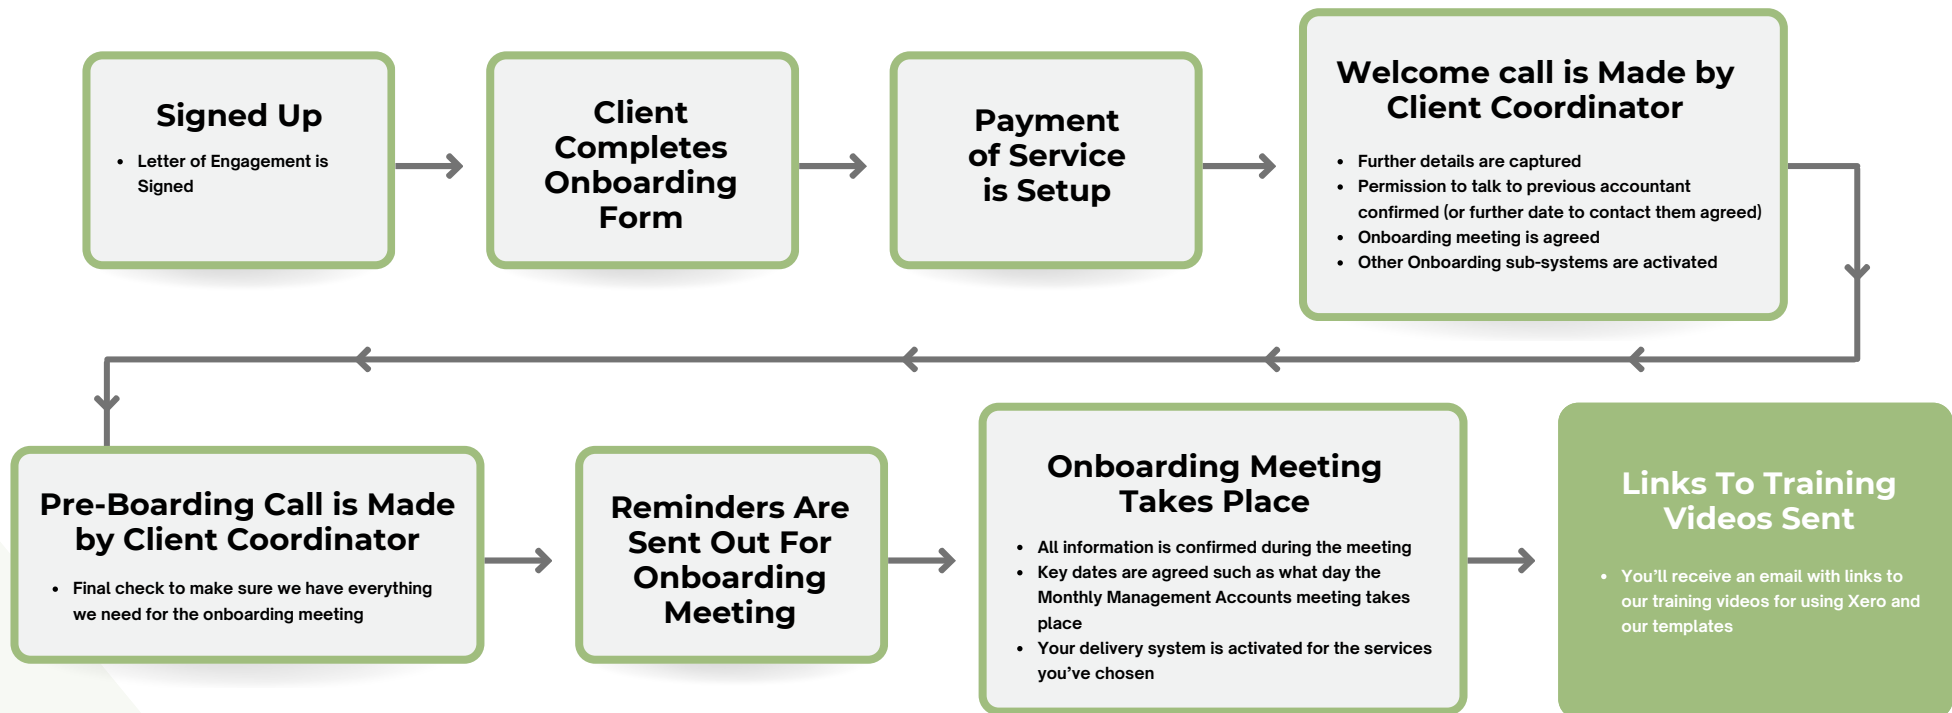 Signed Up
• Letter of Engagement is
Signed
Client
Completes
Onboarding
Form
Payment
of Service
is Setup
Welcome call is Made by
Client Coordinator
• Further details are captured
• Permission to talk to previous accountant
confirmed (or further date to contact them agreed)
• Onboarding meeting is agreed
• Other Onboarding sub-systems are activated
Pre-Boarding Call is Made
by Client Coordinator
• Final check to make sure we have everything
we need for the onboarding meeting
Reminders Are
Sent Out For
Onboarding
Meeting
Onboarding Meeting
Takes Place
• All information is confirmed during the meeting
• Key dates are agreed such as what day the
Monthly Management Accounts meeting takes
place
• Your delivery system is activated for the services
you’ve chosen
Links To Training
Videos Sent
• You’ll receive an email with links to
our training videos for using Xero and
our templates